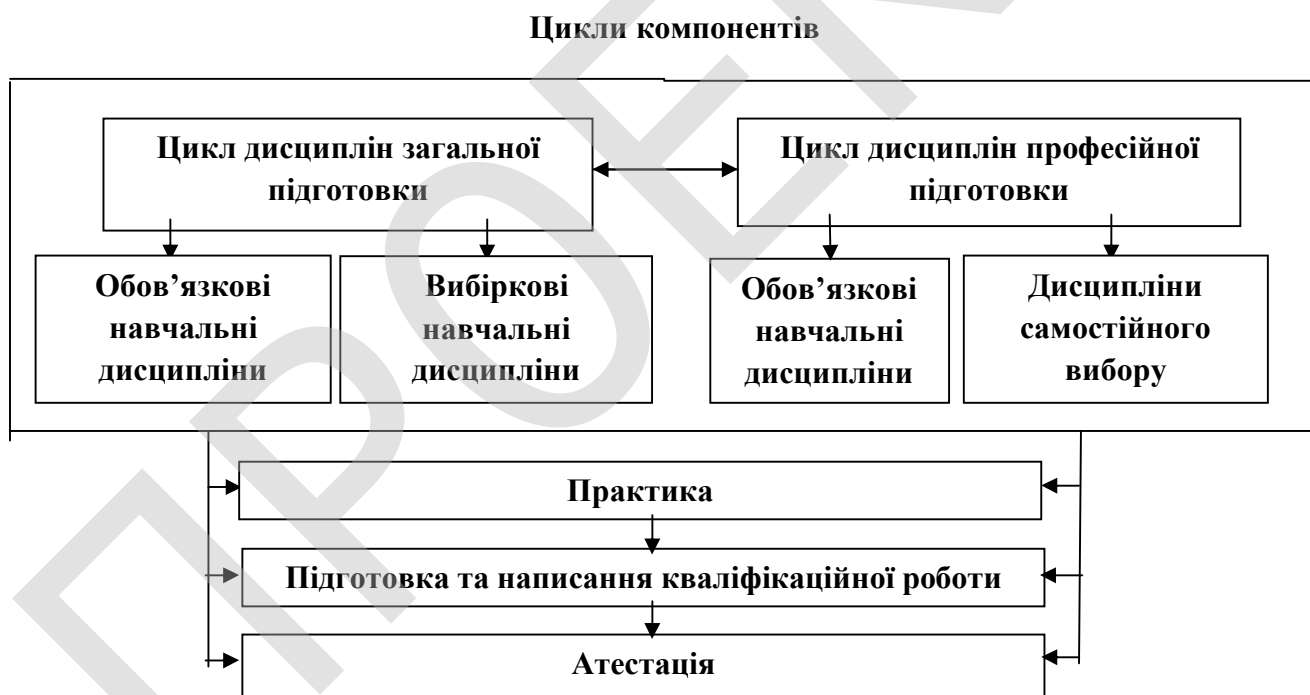 Цикли компонентів
Цикл дисциплін загальної
підготовки
Цикл дисциплін професійної
підготовки
Обов’язкові
навчальні
дисципліни
Вибіркові
навчальні
дисципліни
Обов’язкові
навчальні
дисципліни
Дисципліни
самостійного
вибору
Практика
Підготовка та написання кваліфікаційної роботи
Атестація